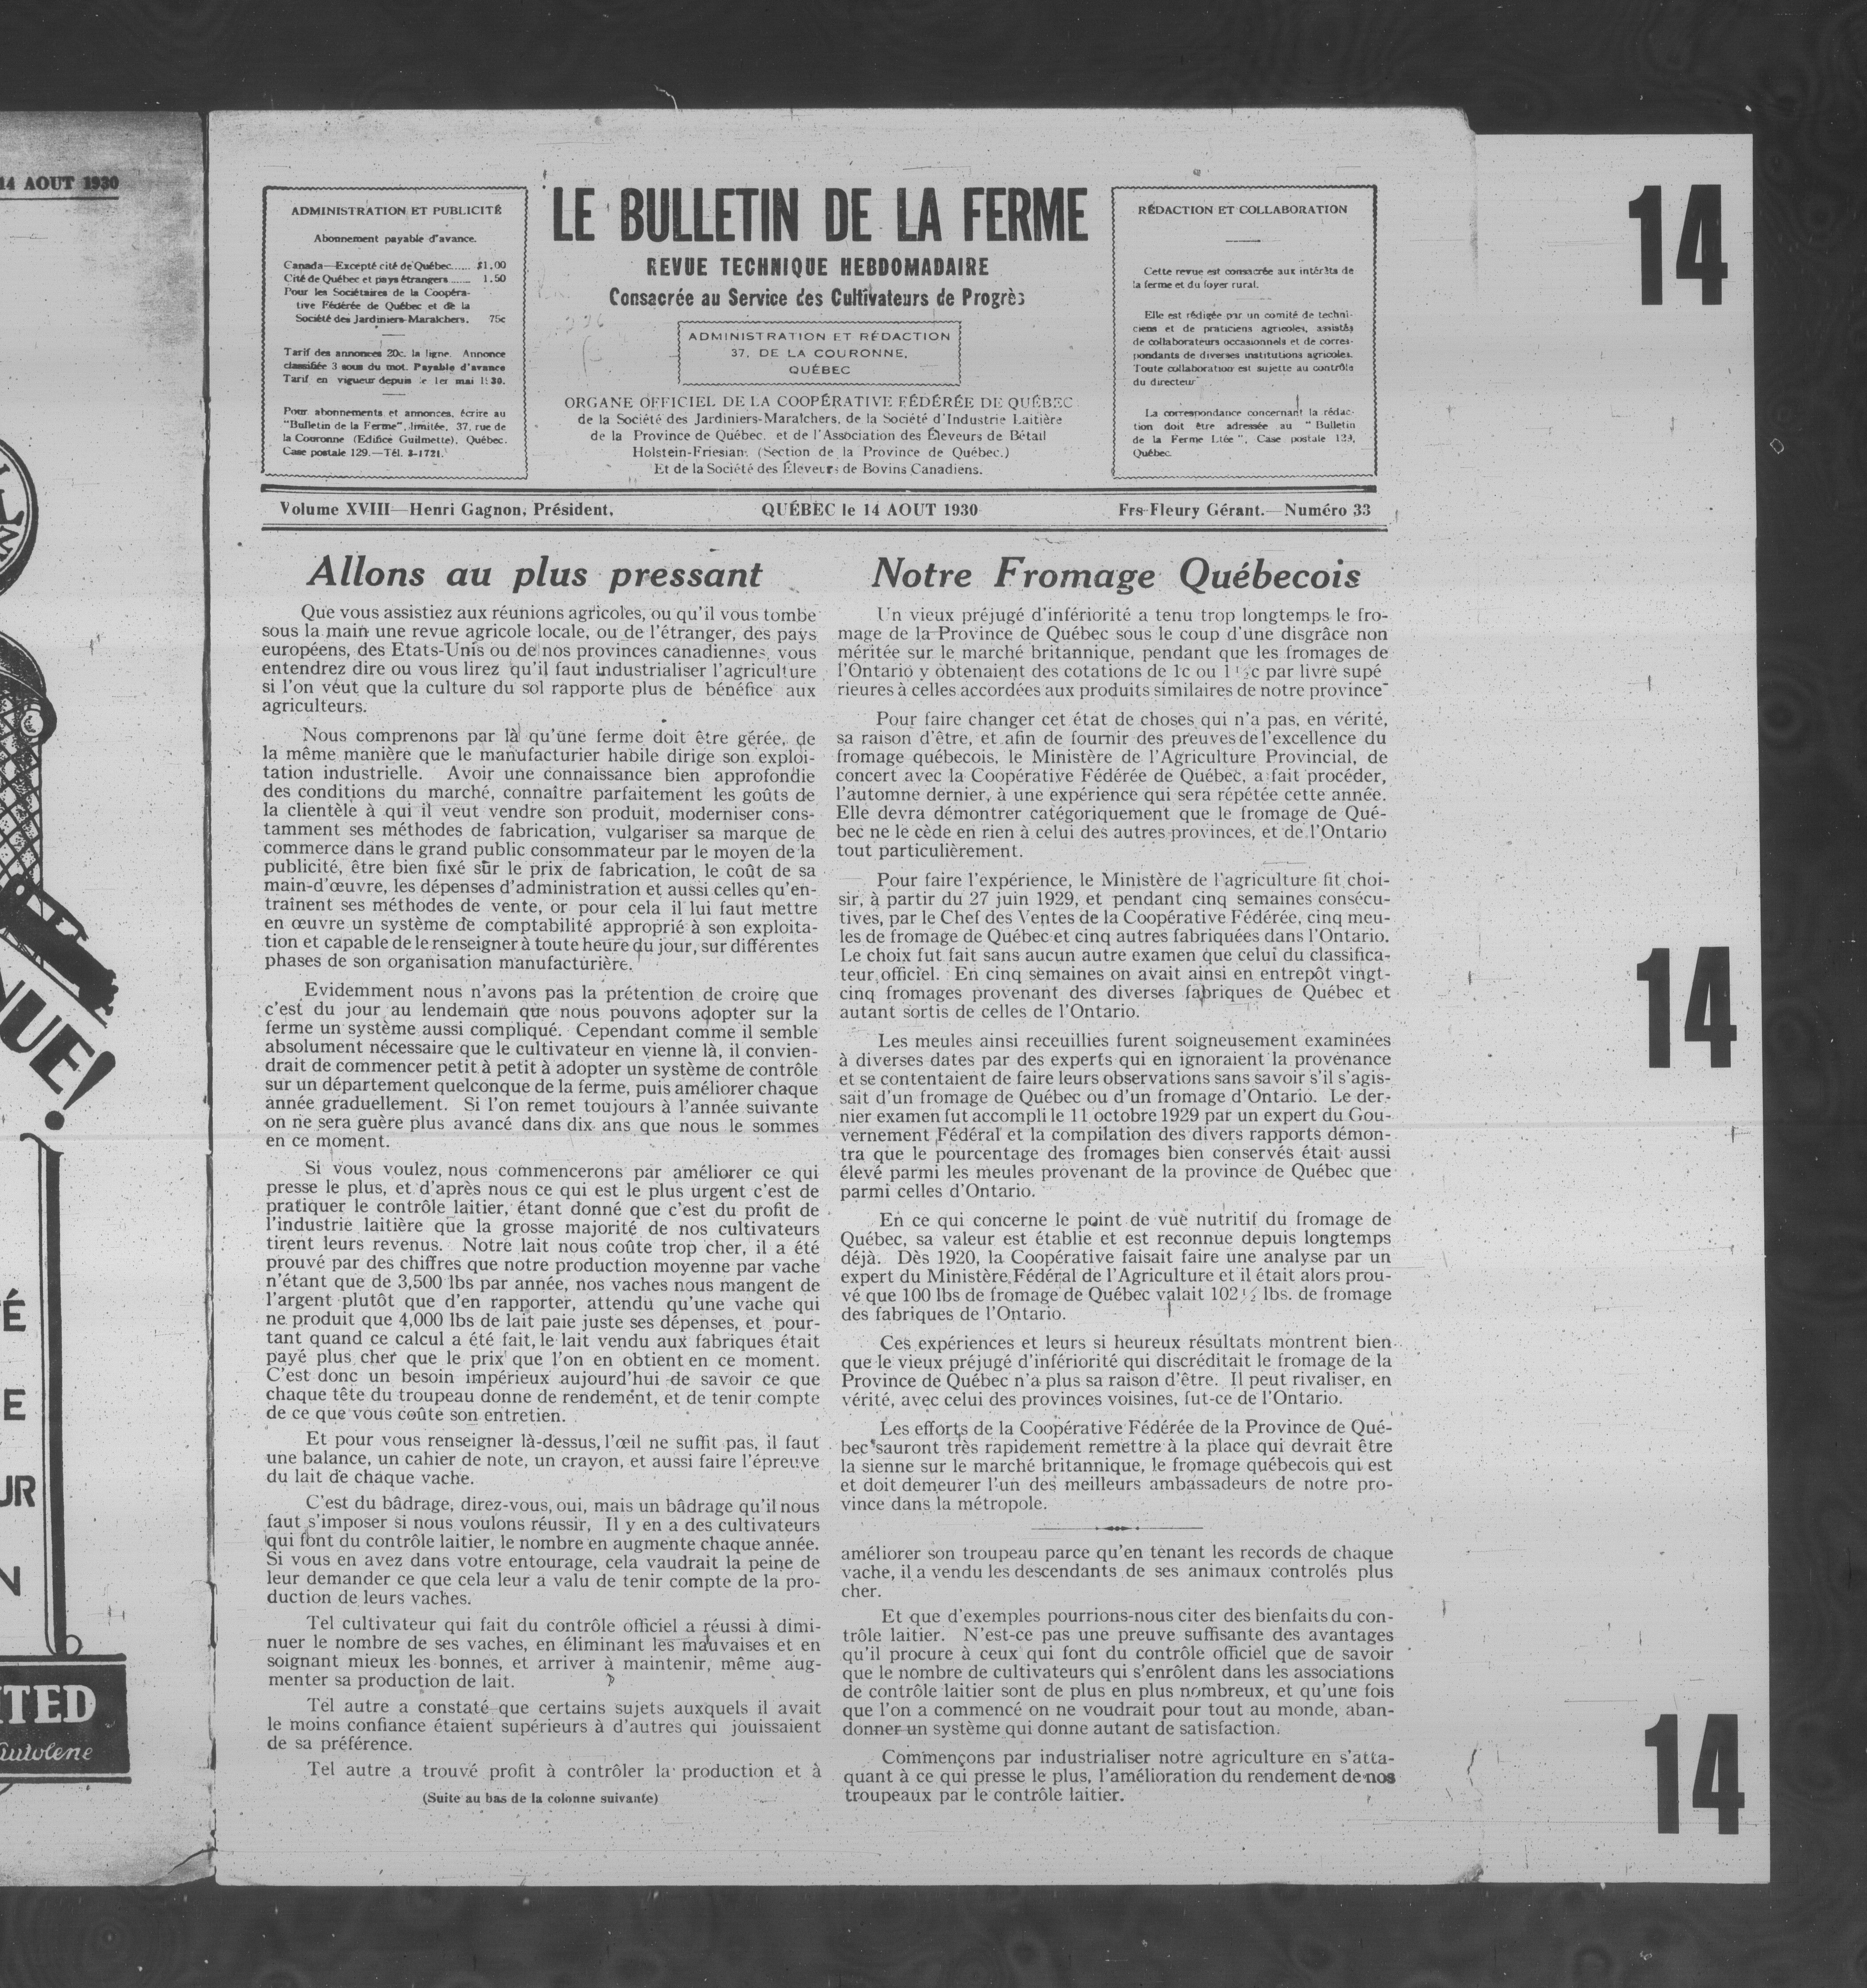 14 AOUT 1930
NUE!
É
E
UR
N
ITED
Autolene
ADMINISTRATION ET PUBLICITÉ
Abonnement payable d'avance.
Canada—Excepté cité de Québec...... $1.00
Cité de Québec et pays étrangers....... 1.50
Pour les Sociétaires de la Coopéra-
tive Fédérée de Québec et de la
Société des Jardiniers-Maraîchers. 75c
Tarif des annonces 20c. la ligne. Annonce
classifiée 3 sous du mot. Payable d'avance
Tarif en vigueur depuis le 1er mai 1930.
Pour abonnements et annonces, écrire au
"Bulletin de la Ferme", limitée, 37, rue de
la Couronne (Edifice Guilmette). Québec.
Case postale 129.—Tél. 3-1721.
LE BULLETIN DE LA FERME
REVUE TECHNIQUE HEBDOMADAIRE
Consacrée au Service des Cultivateurs de Progrès
ADMINISTRATION ET RÉDACTION
37, DE LA COURONNE,
QUÉBEC
ORGANE OFFICIEL DE LA COOPÉRATIVE FÉDÉRÉE DE QUÉBEC
de la Société des Jardiniers-Maraîchers, de la Société d'Industrie Laitière
de la Province de Québec. et de l'Association des Éleveurs de Bétail
Holstein-Friesian. (Section de la Province de Québec.)
Et de la Société des Éleveurs de Bovins Canadiens.
RÉDACTION ET COLLABORATION
Cette revue est consacrée aux intérêts de
la ferme et du foyer rural.
Elle est rédigée par un comité de techni-
ciens et de praticiens agricoles, assistés
de collaborateurs occasionnels et de corres-
pondants de diverses institutions agricoles.
Toute collaboration est sujette au contrôle
du directeur
La correspondance concernant la rédac-
tion doit être adressée au "Bulletin
de la Ferme Ltée", Case postale 129,
Québec.
Volume XVIII—Henri Gagnon, Président. QUÉBEC le 14 AOUT 1930 Frs-Fleury Gérant.—Numéro 33
Allons au plus pressant
Que vous assistiez aux réunions agricoles, ou qu'il vous tombe
sous la main une revue agricole locale, ou de l'étranger, des pays
européens, des Etats-Unis ou de nos provinces canadiennes, vous
entendrez dire ou vous lirez qu'il faut industrialiser l'agriculture
si l'on veut que la culture du sol rapporte plus de bénéfice aux
agriculteurs.
Nous comprenons par là qu'une ferme doit être gérée, de
la même manière que le manufacturier habile dirige son exploi-
tation industrielle. Avoir une connaissance bien approfondie
des conditions du marché, connaître parfaitement les goûts de
la clientèle à qui il veut vendre son produit, moderniser cons-
tamment ses méthodes de fabrication, vulgariser sa marque de
commerce dans le grand public consommateur par le moyen de la
publicité, être bien fixé sur le prix de fabrication, le coût de sa
main-d'œuvre, les dépenses d'administration et aussi celles qu'en-
traînent ses méthodes de vente, or pour cela il lui faut mettre
en œuvre un système de comptabilité approprié à son exploita-
tion et capable de le renseigner à toute heure du jour, sur différentes
phases de son organisation manufacturière.
Evidemment nous n'avons pas la prétention de croire que
c'est du jour au lendemain que nous pouvons adopter sur la
ferme un système aussi compliqué. Cependant comme il semble
absolument nécessaire que le cultivateur en vienne là, il convien-
drait de commencer petit à petit à adopter un système de contrôle
sur un département quelconque de la ferme, puis améliorer chaque
année graduellement. Si l'on remet toujours à l'année suivante
on ne sera guère plus avancé dans dix ans que nous le sommes
en ce moment.
Si vous voulez, nous commencerons par améliorer ce qui
presse le plus, et d'après nous ce qui est le plus urgent c'est de
pratiquer le contrôle laitier, étant donné que c'est du profit de
l'industrie laitière que la grosse majorité de nos cultivateurs
tirent leurs revenus. Notre lait nous coûte trop cher, il a été
prouvé par des chiffres que notre production moyenne par vache
n'étant que de 3,500 lbs par année, nos vaches nous mangent de
l'argent plutôt que d'en rapporter, attendu qu'une vache qui
ne produit que 4,000 lbs de lait paie juste ses dépenses, et pour-
tant quand ce calcul a été fait, le lait vendu aux fabriques était
payé plus cher que le prix que l'on en obtient en ce moment.
C'est donc un besoin impérieux aujourd'hui de savoir ce que
chaque tête du troupeau donne de rendement, et de tenir compte
de ce que vous coûte son entretien.
Et pour vous renseigner là-dessus, l'œil ne suffit pas, il faut
une balance, un cahier de note, un crayon, et aussi faire l'épreuve
du lait de chaque vache.
C'est du bâdrage, direz-vous, oui, mais un bâdrage qu'il nous
faut s'imposer si nous voulons réussir, Il y en a des cultivateurs
qui font du contrôle laitier, le nombre en augmente chaque année.
Si vous en avez dans votre entourage, cela vaudrait la peine de
leur demander ce que cela leur a valu de tenir compte de la pro-
duction de leurs vaches.
Tel cultivateur qui fait du contrôle officiel a réussi à dimi-
nuer le nombre de ses vaches, en éliminant les mauvaises et en
soignant mieux les bonnes, et arriver à maintenir, même aug-
menter sa production de lait.
Tel autre a constaté que certains sujets auxquels il avait
le moins confiance étaient supérieurs à d'autres qui jouissaient
de sa préférence.
Tel autre a trouvé profit à contrôler la production et à
(Suite au bas de la colonne suivante)
Notre Fromage Québecois
Un vieux préjugé d'infériorité a tenu trop longtemps le fro-
mage de la Province de Québec sous le coup d'une disgrâce non
méritée sur le marché britannique, pendant que les fromages de
l'Ontario y obtenaient des cotations de 1c ou 1½c par livre supé
rieures à celles accordées aux produits similaires de notre province-
Pour faire changer cet état de choses qui n'a pas, en vérité,
sa raison d'être, et afin de fournir des preuves de l'excellence du
fromage québecois, le Ministère de l'Agriculture Provincial, de
concert avec la Coopérative Fédérée de Québec, a fait procéder,
l'automne dernier, à une expérience qui sera répétée cette année.
Elle devra démontrer catégoriquement que le fromage de Qué-
bec ne le cède en rien à celui des autres provinces, et de l'Ontario
tout particulièrement.
Pour faire l'expérience, le Ministère de l'agriculture fit choi-
sir, à partir du 27 juin 1929, et pendant cinq semaines consécu-
tives, par le Chef des Ventes de la Coopérative Fédérée, cinq meu-
les de fromage de Québec et cinq autres fabriquées dans l'Ontario.
Le choix fut fait sans aucun autre examen que celui du classifica-
teur officiel. En cinq semaines on avait ainsi en entrepôt vingt-
cinq fromages provenant des diverses fabriques de Québec et
autant sortis de celles de l'Ontario.
Les meules ainsi receuillies furent soigneusement examinées
à diverses dates par des experts qui en ignoraient la provenance
et se contentaient de faire leurs observations sans savoir s'il s'agis-
sait d'un fromage de Québec ou d'un fromage d'Ontario. Le der-
nier examen fut accompli le 11 octobre 1929 par un expert du Gou-
vernement Fédéral et la compilation des divers rapports démon-
tra que le pourcentage des fromages bien conservés était aussi
élevé parmi les meules provenant de la province de Québec que
parmi celles d'Ontario.
En ce qui concerne le point de vue nutritif du fromage de
Québec, sa valeur est établie et est reconnue depuis longtemps
déjà. Dès 1920, la Coopérative faisait faire une analyse par un
expert du Ministère Fédéral de l'Agriculture et il était alors prou-
vé que 100 lbs de fromage de Québec valait 102½ lbs. de fromage
des fabriques de l'Ontario.
Ces expériences et leurs si heureux résultats montrent bien
que le vieux préjugé d'infériorité qui discréditait le fromage de la
Province de Québec n'a plus sa raison d'être. Il peut rivaliser, en
vérité, avec celui des provinces voisines, fut-ce de l'Ontario.
Les efforts de la Coopérative Fédérée de la Province de Qué-
bec sauront très rapidement remettre à la place qui devrait être
la sienne sur le marché britannique, le fromage québecois qui est
et doit demeurer l'un des meilleurs ambassadeurs de notre pro-
vince dans la métropole.
améliorer son troupeau parce qu'en tenant les records de chaque
vache, il a vendu les descendants de ses animaux controlés plus
cher.
Et que d'exemples pourrions-nous citer des bienfaits du con-
trôle laitier. N'est-ce pas une preuve suffisante des avantages
qu'il procure à ceux qui font du contrôle officiel que de savoir
que le nombre de cultivateurs qui s'enrôlent dans les associations
de contrôle laitier sont de plus en plus nombreux, et qu'une fois
que l'on a commencé on ne voudrait pour tout au monde, aban-
donner un système qui donne autant de satisfaction.
Commençons par industrialiser notre agriculture en s'atta-
quant à ce qui presse le plus, l'amélioration du rendement de nos
troupeaux par le contrôle laitier.
14
14
14